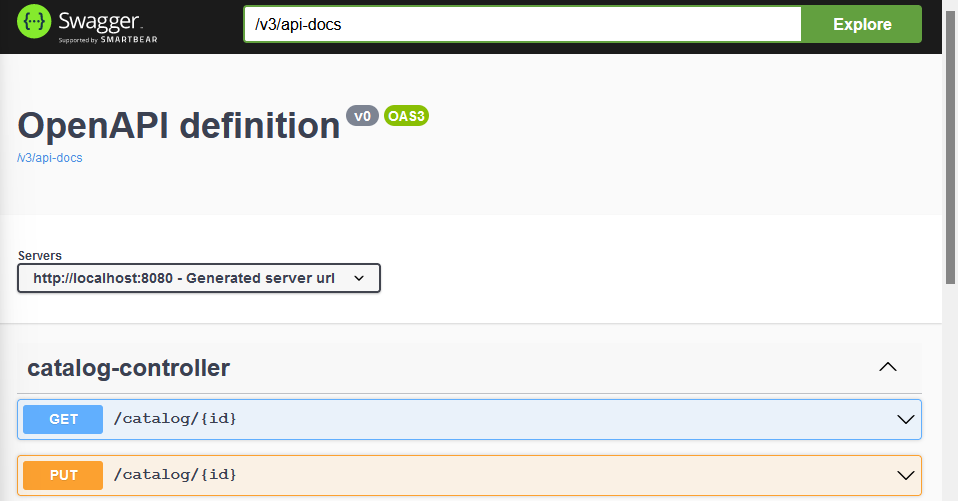 Swagger
Supported by SMARTBEAR
/v3/api-docs
Explore
OpenAPI definition v0 OAS3
/v3/api-docs
Servers
http://localhost:8080 - Generated server url
catalog-controller
GET /catalog/{id}
PUT /catalog/{id}